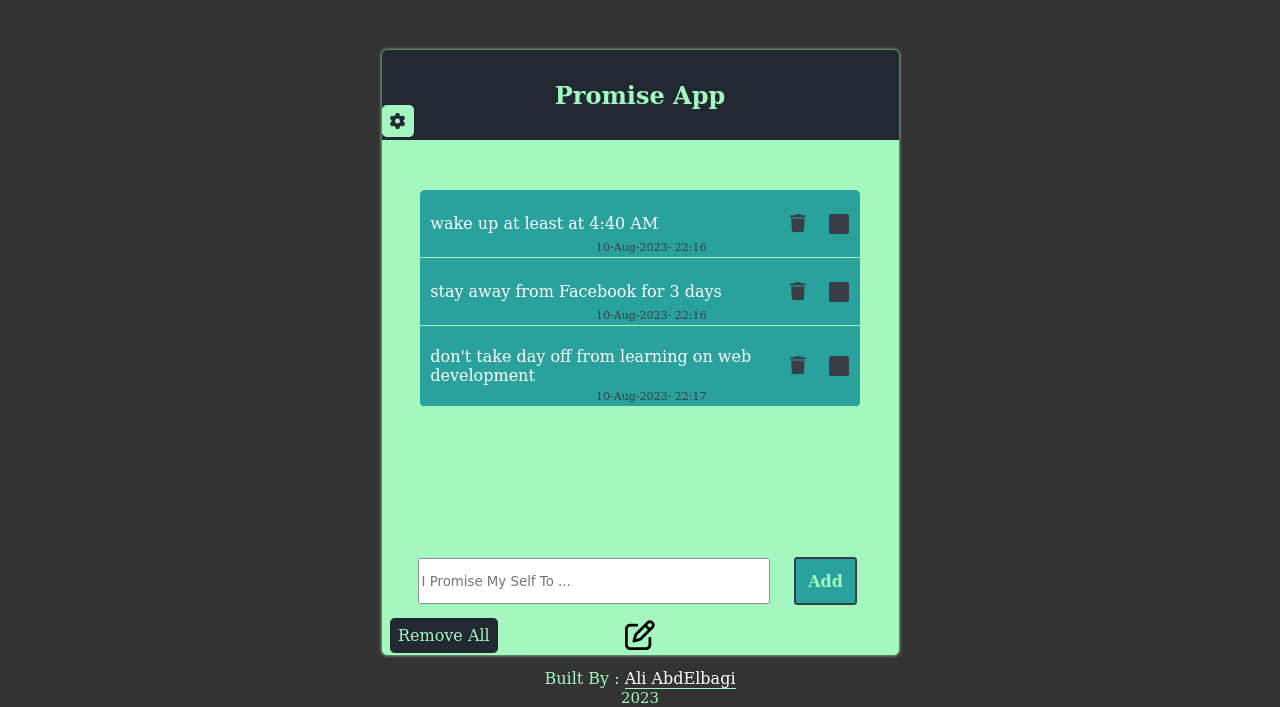 Promise App
wake up at least at 4:40 AM
10-Aug-2023- 22:16
stay away from Facebook for 3 days
10-Aug-2023- 22:16
don't take day off from learning on web
development
10-Aug-2023- 22:17
I Promise My Self To ...
Add
Remove All
Built By : Ali AbdElbagi
2023